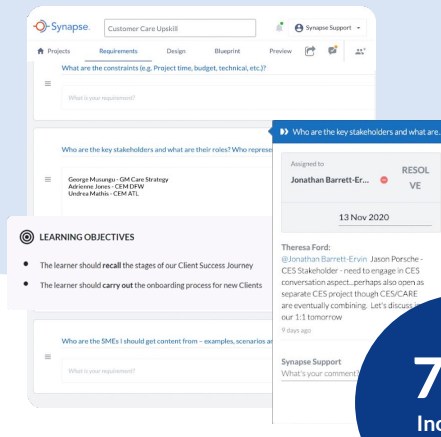 Synapse.
Customer Care Upskill
Synapse Support
Projects
Requirements
Design
Blueprint
Preview
What are the constraints (e.g. Project time, budget, technical, etc.)?
What is your requirement?
Who are the key stakeholders and what are their roles? Who represe
George Musungu - GM Care Strategy
Adrienne Jones - CEM DFW
Undrea Mathis - CEM ATL
LEARNING OBJECTIVES
The learner should recall the stages of our Client Success Journey
The learner should carry out the onboarding process for new Clients
Who are the SMEs I should get content from – examples, scenarios an
What is your requirement?
Who are the key stakeholders and what are...
Assigned to
Jonathan Barrett-Er...
RESOL
VE
13 Nov 2020
Theresa Ford:
@Jonathan Barrett-Ervin Jason Porsche -
CES Stakeholder - need to engage in CES
conversation aspect...perhaps also open as
separate CES project though CES/CARE
are eventually combining. Let's discuss in
our 1:1 tomorrow
9 days ago
Synapse Support
What's your comment?
7
Inc